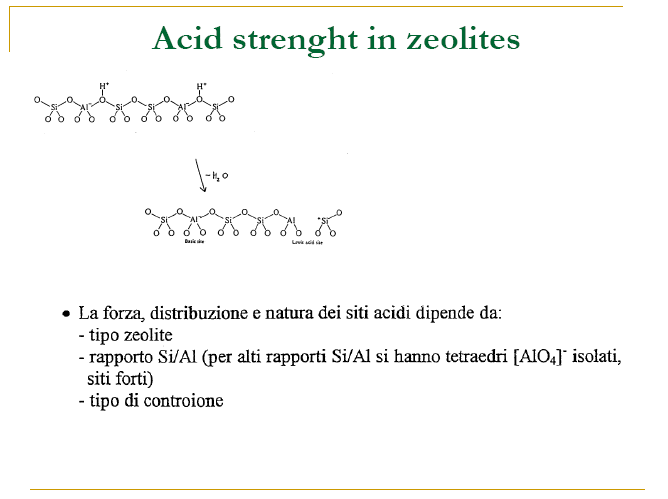 Acid strenght in zeolites
H⁺ H⁺
O O O O O O O
Si Al⁻ Si Si Al⁻ Si
O O O O O O O O O O O O
- H₂O
O O O O O O
Si Al⁻ Si Si Al ⁺Si
O O O O O O O O O O O O
Basic site Lewis acid site
• La forza, distribuzione e natura dei siti acidi dipende da:
- tipo zeolite
- rapporto Si/Al (per alti rapporti Si/Al si hanno tetraedri [AlO₄]⁻ isolati,
siti forti)
- tipo di controione